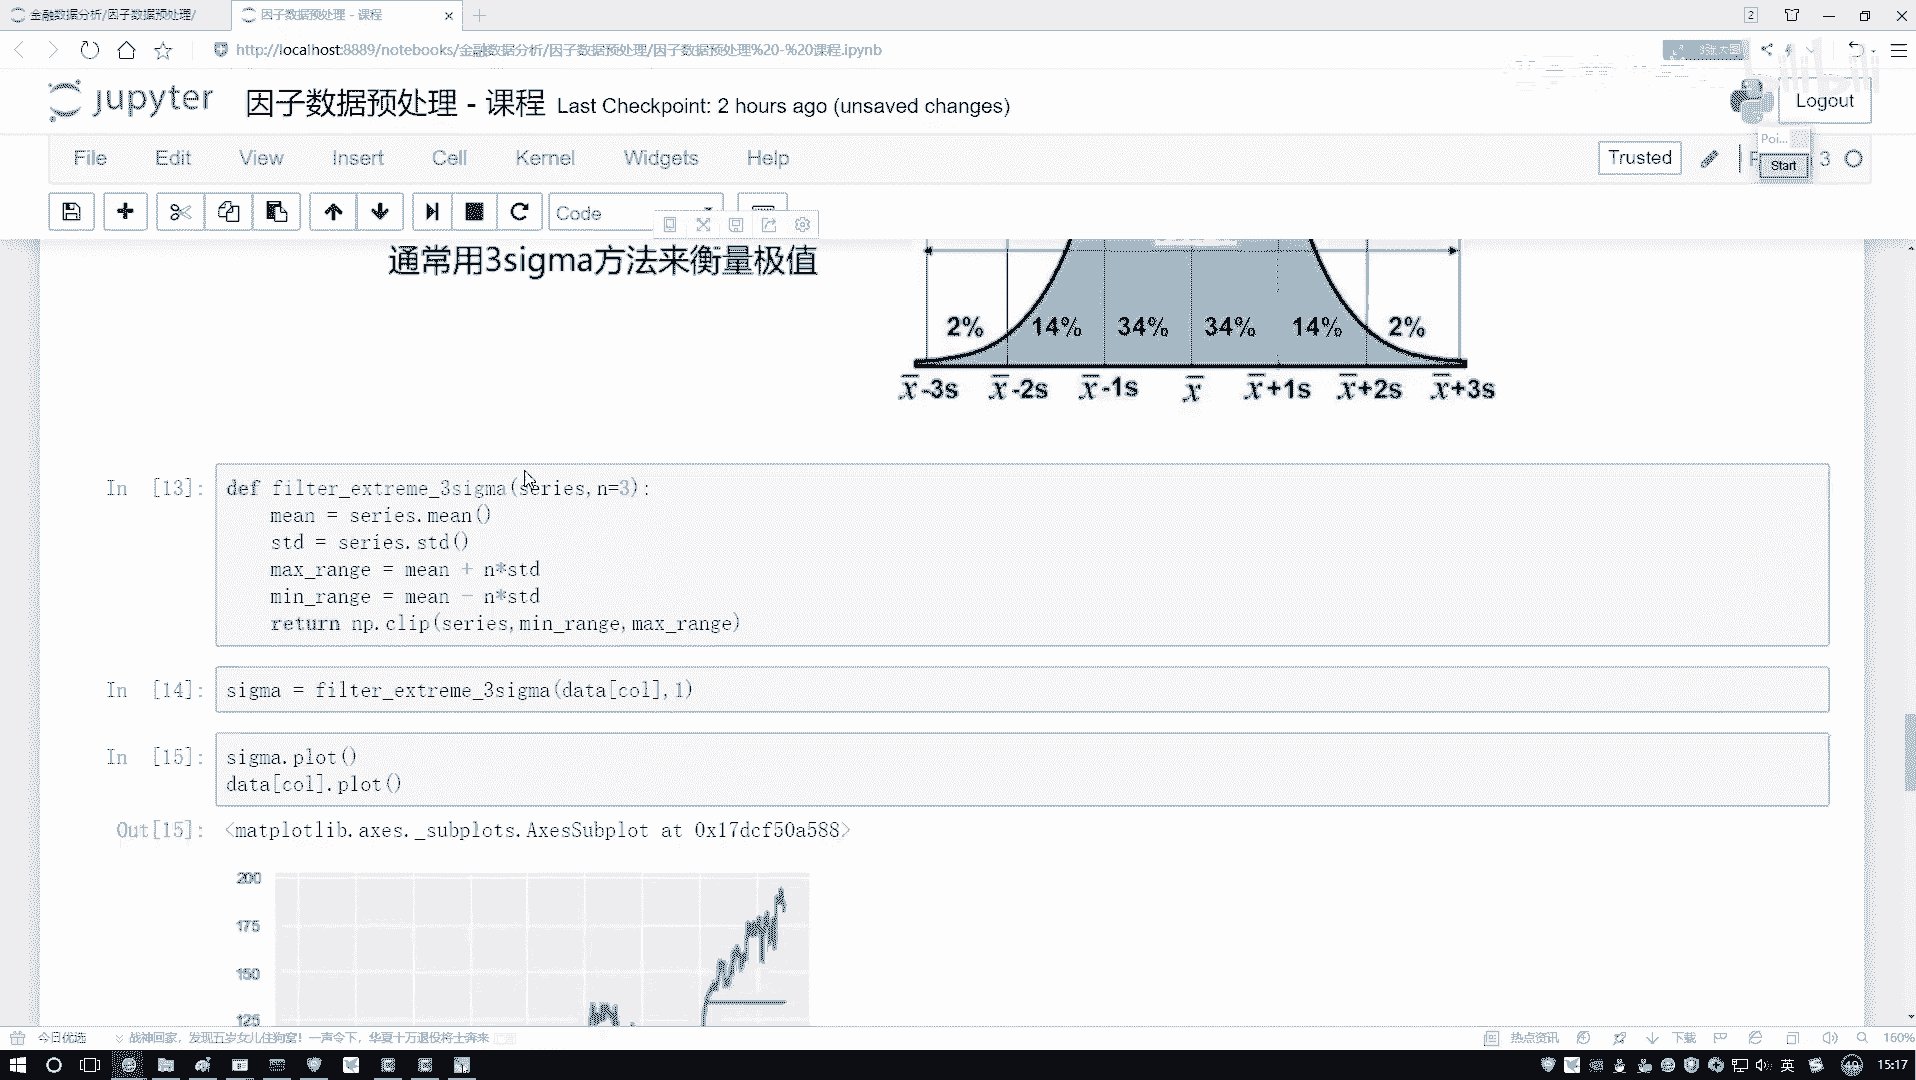 金融数据分析/因子数据预处理/
因子数据预处理 - 课程
2
http://localhost:8889/notebooks/金融数据分析/因子数据预处理/因子数据预处理%20-%20课程.ipynb
jupyter
因子数据预处理 - 课程 Last Checkpoint: 2 hours ago (unsaved changes)
bilibili
Logout
File Edit View Insert Cell Kernel Widgets Help
Trusted
Poi...
Start
3
Code
通常用3sigma方法来衡量极值
2% 14% 34% 34% 14% 2%
x̅-3s x̅-2s x̅-1s x̅ x̅+1s x̅+2s x̅+3s
In [13]:
def filter_extreme_3sigma(series,n=3):
    mean = series.mean()
    std = series.std()
    max_range = mean + n*std
    min_range = mean - n*std
    return np.clip(series,min_range,max_range)
In [14]:
sigma = filter_extreme_3sigma(data[col],1)
In [15]:
sigma.plot()
data[col].plot()
Out[15]: <matplotlib.axes._subplots.AxesSubplot at 0x17dcf50a588>
200
175
150
125
今日优选
战神回家，发现五岁女儿住狗窝！一声令下，华夏十万退役将士奔来
热点资讯
下载
160%
英
15:17